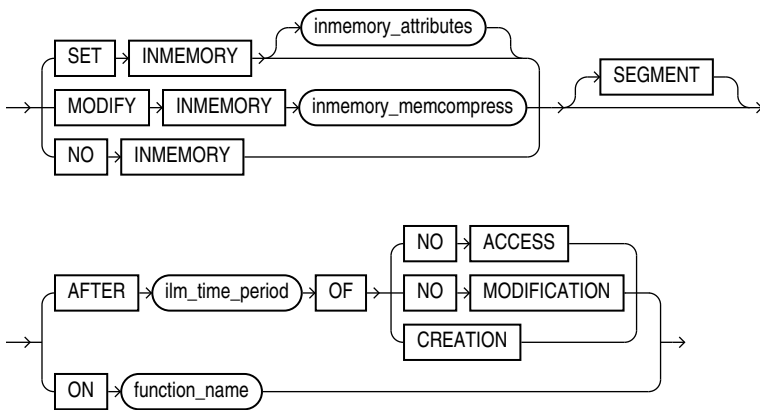 inmemory_attributes
SET INMEMORY
SEGMENT
MODIFY INMEMORY inmemory_memcompress
NO INMEMORY
NO ACCESS
AFTER ilm_time_period OF NO MODIFICATION
CREATION
ON function_name